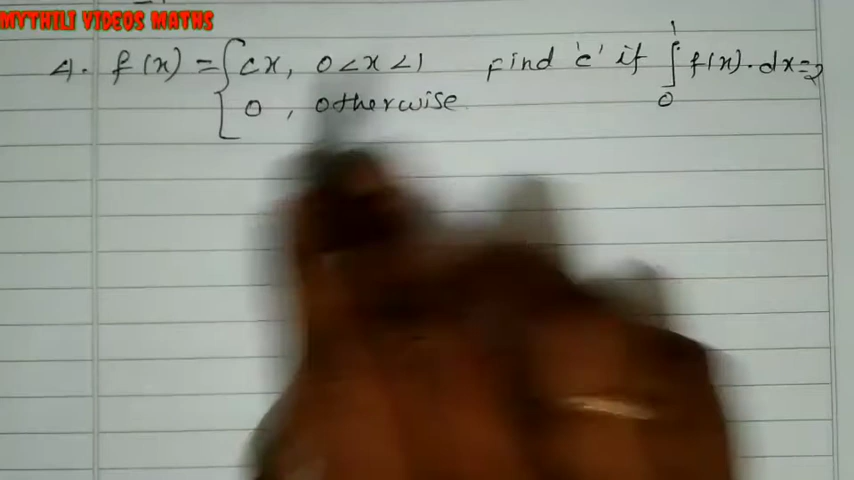 MYTHILI VIDEOS MATHS
4. f(x) = { cx, 0<x<1 Find 'c' if ∫₀¹ f(x).dx=2
0, otherwise